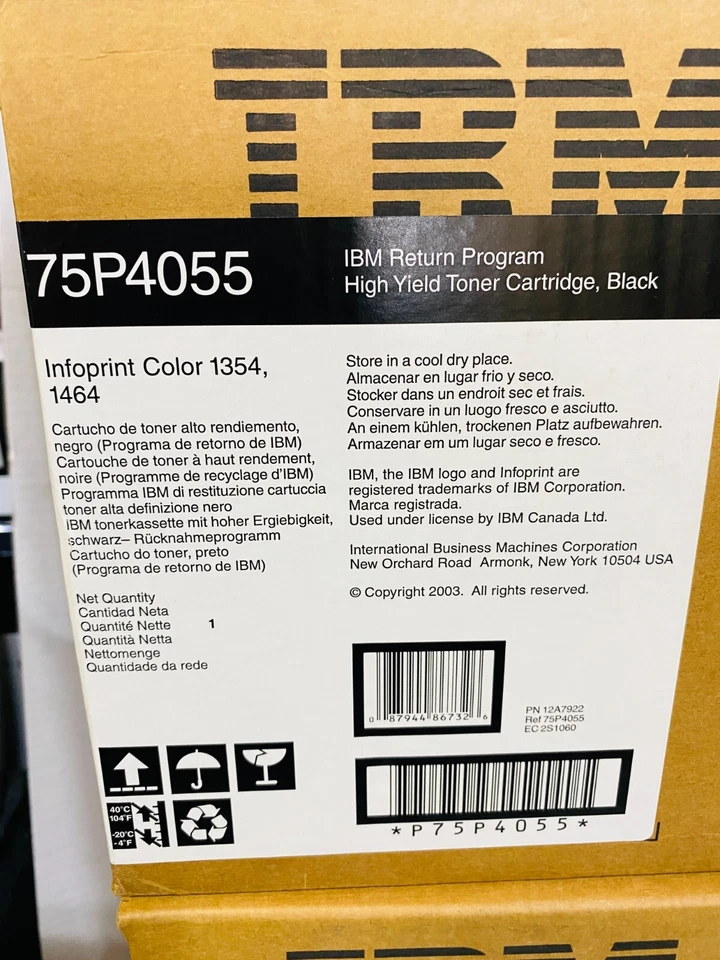 IBM
75P4055
IBM Return Program
High Yield Toner Cartridge, Black
Infoprint Color 1354,
1464
Cartucho de toner alto rendiemento,
negro (Programa de retorno de IBM)
Cartouche de toner à haut rendement,
noire (Programme de recyclage d'IBM)
Programma IBM di restituzione cartuccia
toner alta definizione nero
IBM tonerkassette mit hoher Ergiebigkeit,
schwarz– Rücknahmeprogramm
Cartucho do toner, preto
(Programa de retorno de IBM)
Net Quantity
Cantidad Neta
Quantité Nette 1
Quantità Netta
Nettomenge
Quantidade da rede
Store in a cool dry place.
Almacenar en lugar frio y seco.
Stocker dans un endroit sec et frais.
Conservare in un luogo fresco e asciutto.
An einem kühlen, trockenen Platz aufbewahren.
Armazenar em um lugar seco e fresco.
IBM, the IBM logo and Infoprint are
registered trademarks of IBM Corporation.
Marca registrada.
Used under license by IBM Canada Ltd.
International Business Machines Corporation
New Orchard Road Armonk, New York 10504 USA
© Copyright 2003. All rights reserved.
0 87944 86732 6
PN 12A7922
Ref 75P4055
EC 2S1060
40°C
104°F
-20°C
-4°F
*P75P4055*
IBM